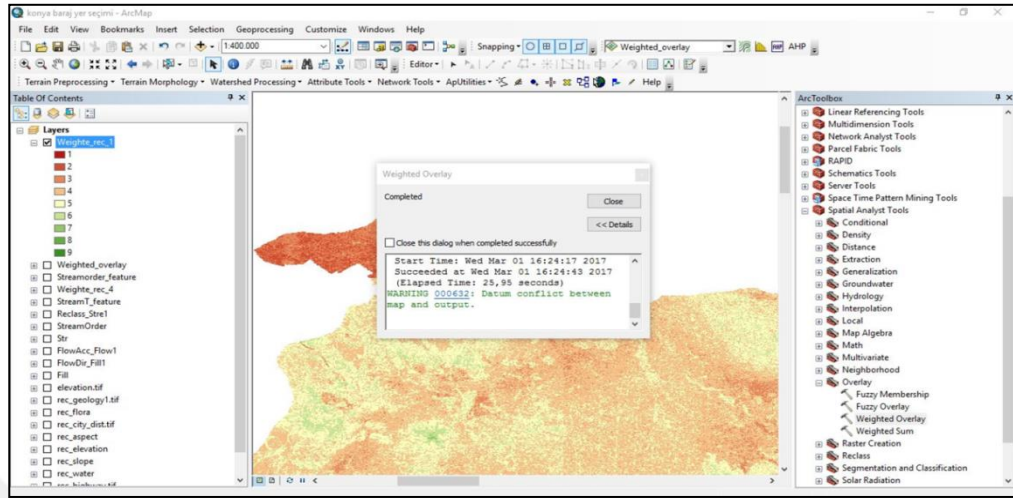 konya baraj yer seçimi - ArcMap
File Edit View Bookmarks Insert Selection Geoprocessing Customize Windows Help
1:400.000
Snapping
Weighted_overlay
AHP
Editor
Terrain Preprocessing Terrain Morphology Watershed Processing Attribute Tools Network Tools ApUtilities Help
Table Of Contents
Layers
Weighte_rec_1
1
2
3
4
5
6
7
8
9
Weighted_overlay
Streamorder_feature
Weighte_rec_4
StreamT_feature
Reclass_Stre1
StreamOrder
Str
FlowAcc_Flow1
FlowDir_Fill1
Fill
elevation.tif
rec_geology1.tif
rec_flora
rec_city_dist.tif
rec_aspect
rec_elevation
rec_slope
rec_water
Weighted Overlay
Completed
Close
<< Details
Close this dialog when completed successfully
Start Time: Wed Mar 01 16:24:17 2017
Succeeded at Wed Mar 01 16:24:43 2017
(Elapsed Time: 25,95 seconds)
WARNING 000632: Datum conflict between
map and output.
ArcToolbox
Linear Referencing Tools
Multidimension Tools
Network Analyst Tools
Parcel Fabric Tools
RAPID
Schematics Tools
Server Tools
Space Time Pattern Mining Tools
Spatial Analyst Tools
Conditional
Density
Distance
Extraction
Generalization
Groundwater
Hydrology
Interpolation
Local
Map Algebra
Math
Multivariate
Neighborhood
Overlay
Fuzzy Membership
Fuzzy Overlay
Weighted Overlay
Weighted Sum
Raster Creation
Reclass
Segmentation and Classification
Solar Radiation